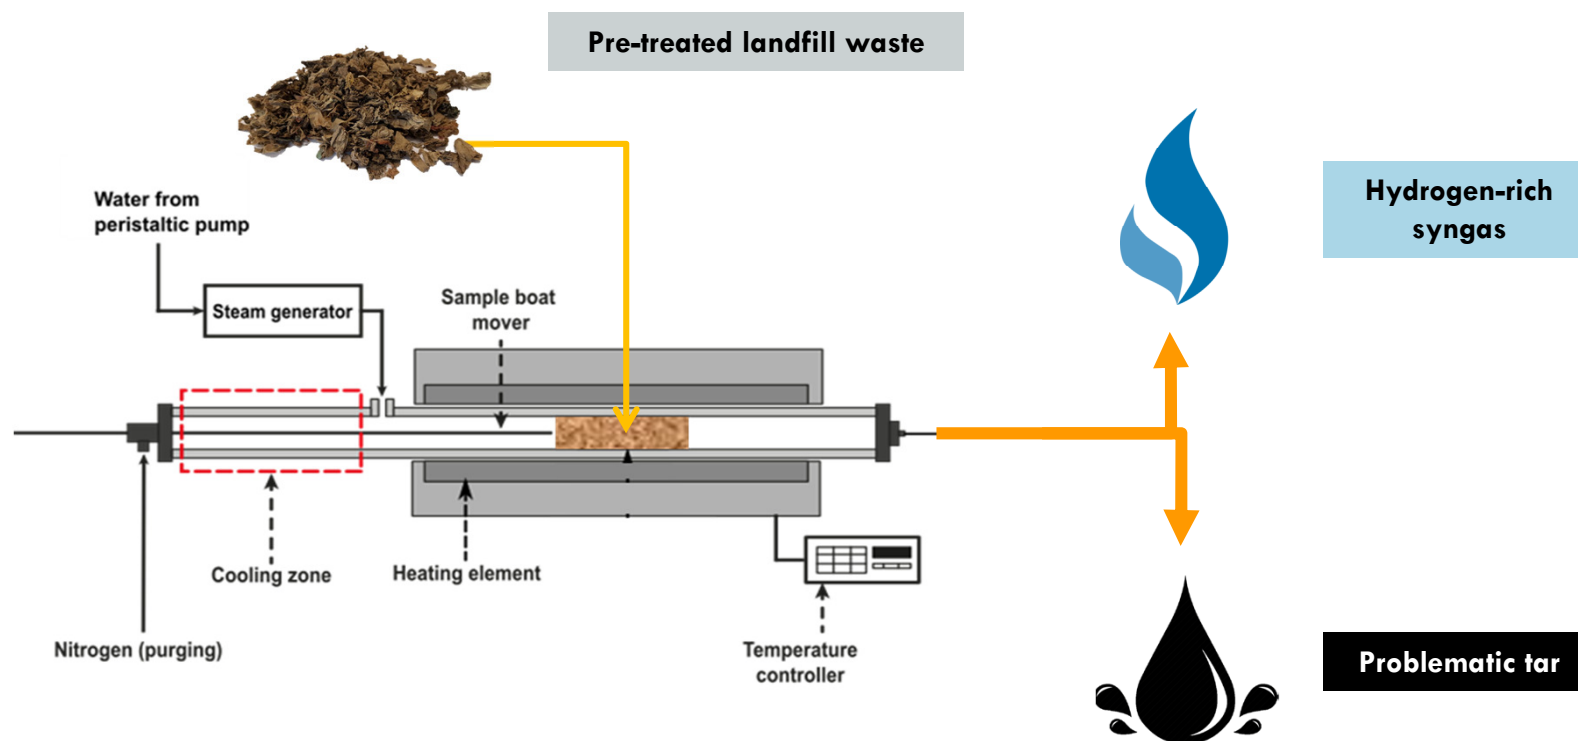 Pre-treated landfill waste
Water from
peristaltic pump
Steam generator
Sample boat
mover
Hydrogen-rich
syngas
Cooling zone
Heating element
Nitrogen (purging)
Temperature
controller
Problematic tar